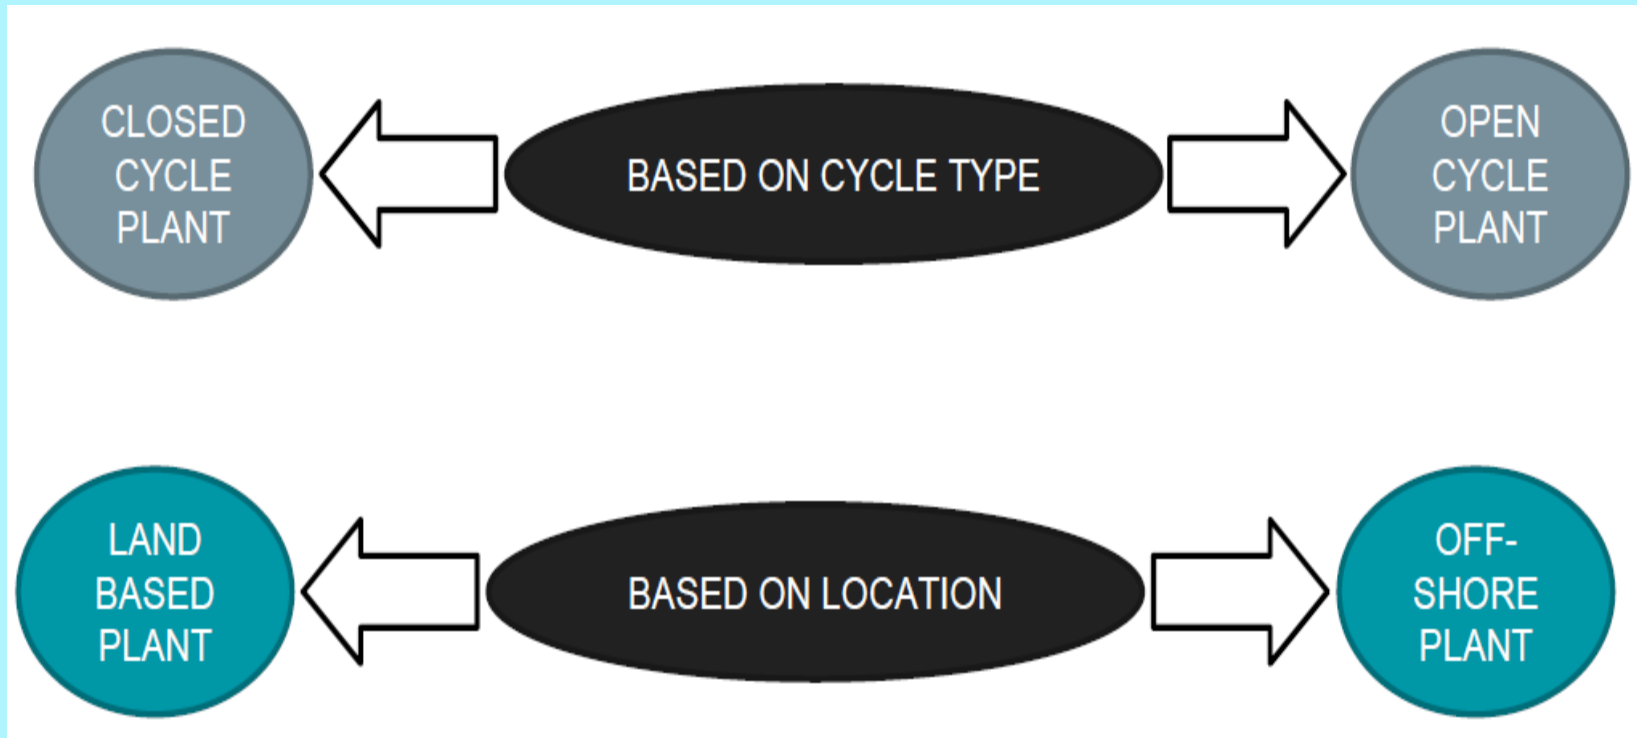 CLOSED
CYCLE
PLANT
BASED ON CYCLE TYPE
OPEN
CYCLE
PLANT
LAND
BASED
PLANT
BASED ON LOCATION
OFF-
SHORE
PLANT